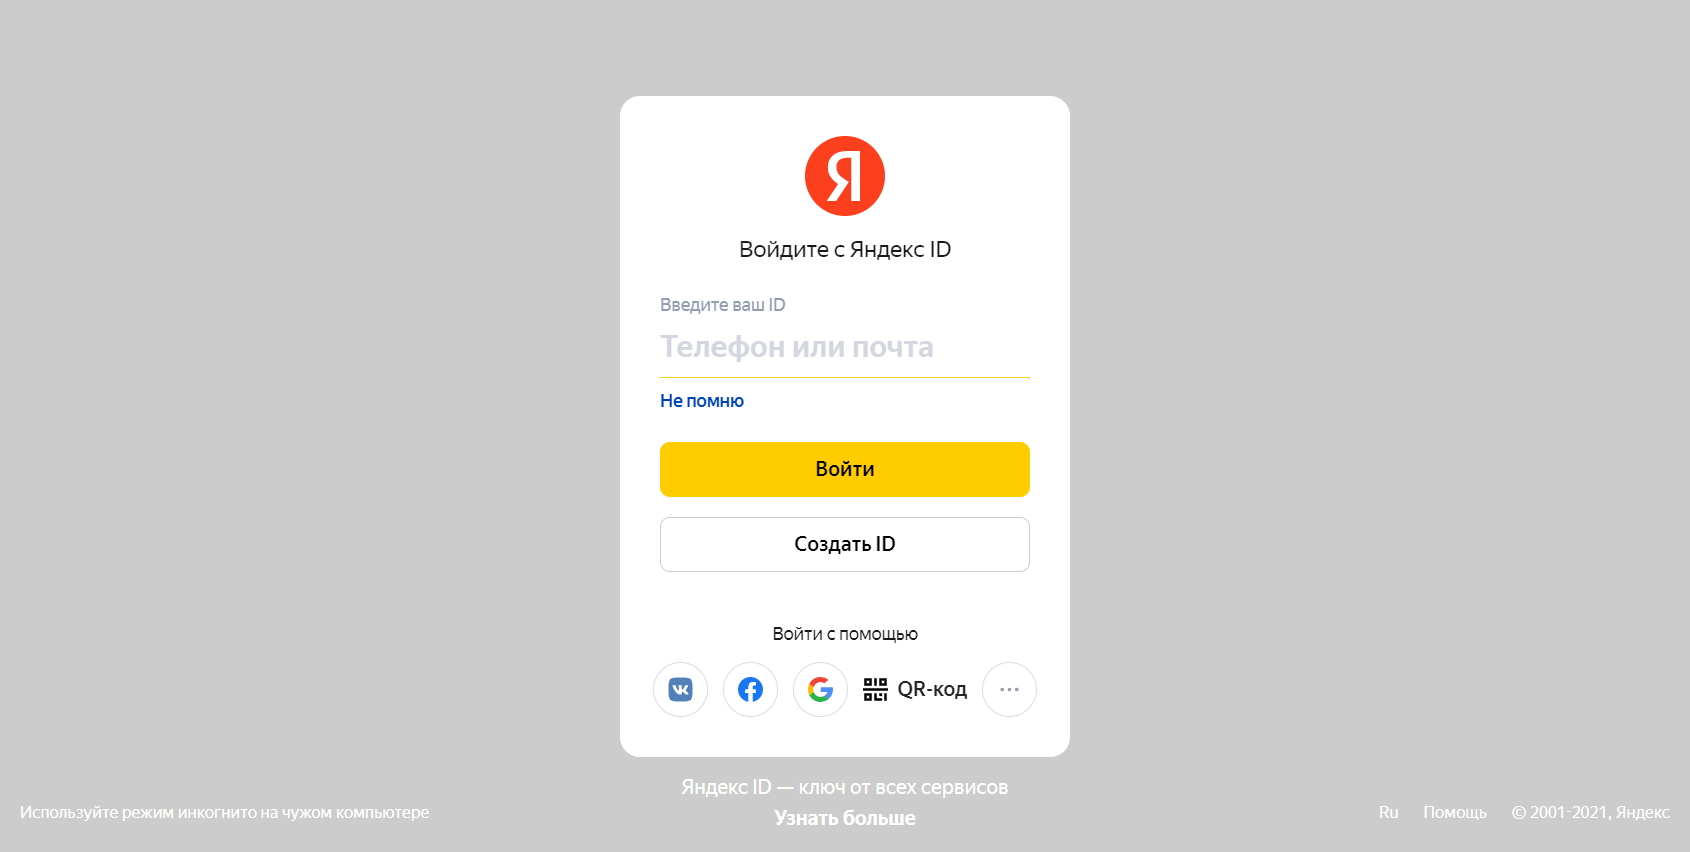 Я
Войдите с Яндекс ID
Введите ваш ID
Телефон или почта
Не помню
Войти
Создать ID
Войти с помощью
QR-код
Яндекс ID — ключ от всех сервисов
Узнать больше
Используйте режим инкогнито на чужом компьютере
Ru Помощь © 2001-2021, Яндекс